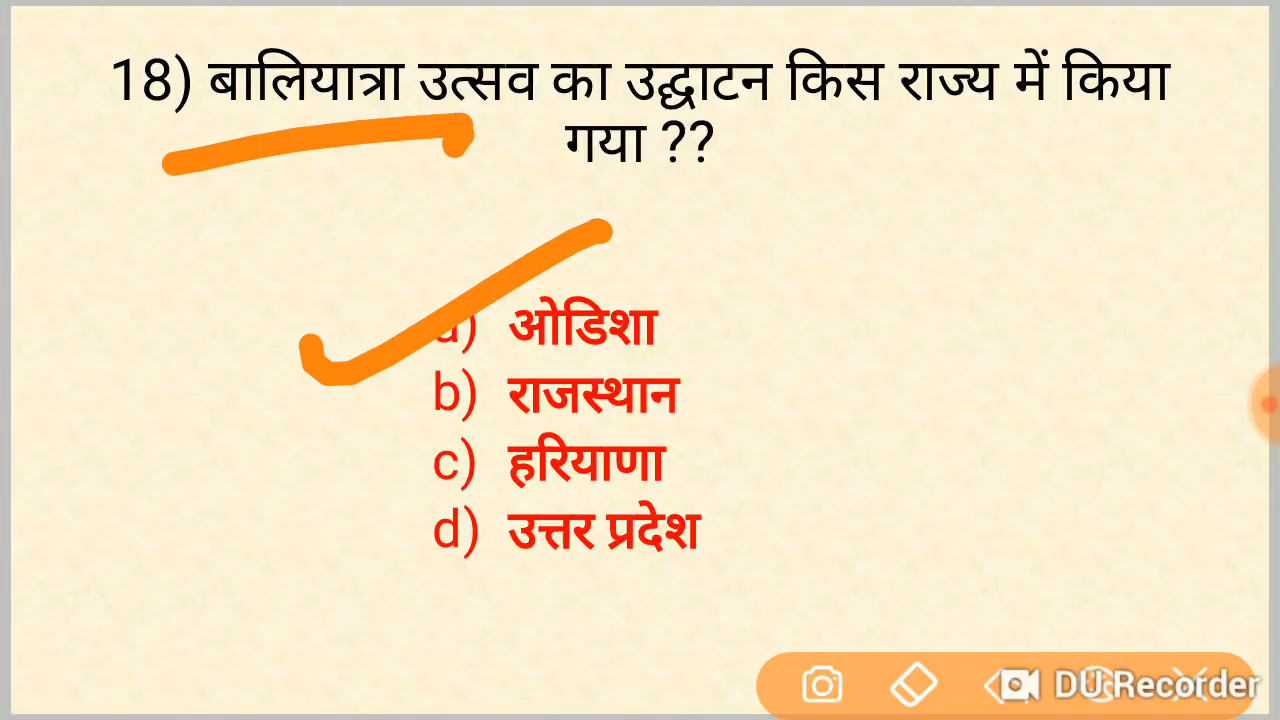 18) बालियात्रा उत्सव का उद्घाटन किस राज्य में किया
गया ??
a) ओडिशा
b) राजस्थान
c) हरियाणा
d) उत्तर प्रदेश
DU Recorder